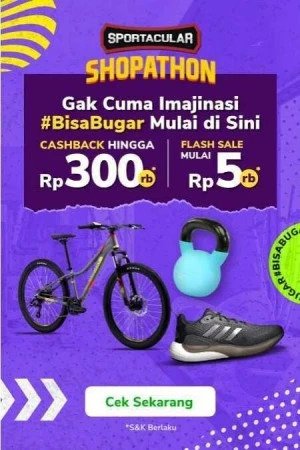 SPORTACULAR
SHOPATHON
Gak Cuma Imajinasi
#BisaBugar Mulai di Sini
CASHBACK HINGGA
Rp300rb*
FLASH SALE
MULAI
Rp5rb*
#BISABUGAR
Cek Sekarang
*S&K Berlaku